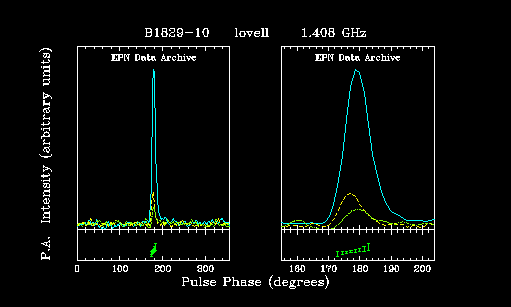 B1829-10 lovell 1.408 GHz
EPN Data Archive EPN Data Archive
P.A. Intensity (arbitrary units)
0 100 200 300 160 170 180 190 200
Pulse Phase (degrees)